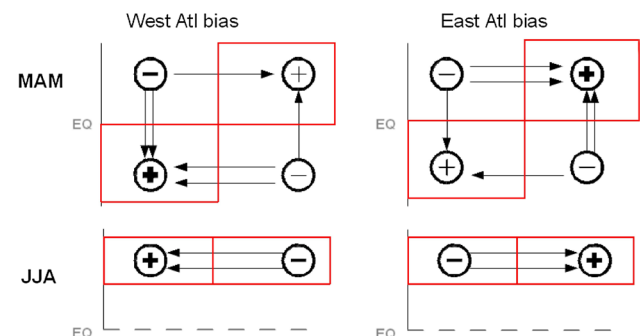 West Atl bias East Atl bias
MAM
EQ EQ
JJA
EQ EQ